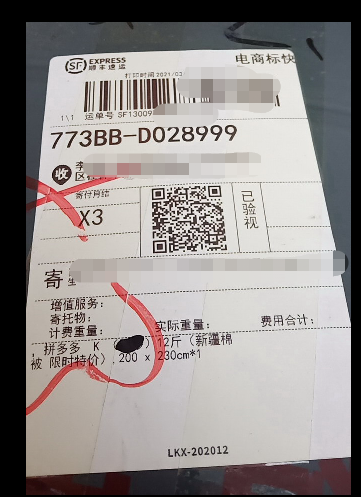 SF EXPRESS
顺丰速运
电商标快
打印时间 2021/03
1\1 运单号 SF13009
773BB-D028999
收
李
区
寄付月结
X3
已验视
寄
增值服务：
寄托物：
计费重量： 实际重量： 费用合计：
拼多多 K ) 12斤（新疆棉
被 限时特价）, 200 x 230cm*1
LKX-202012